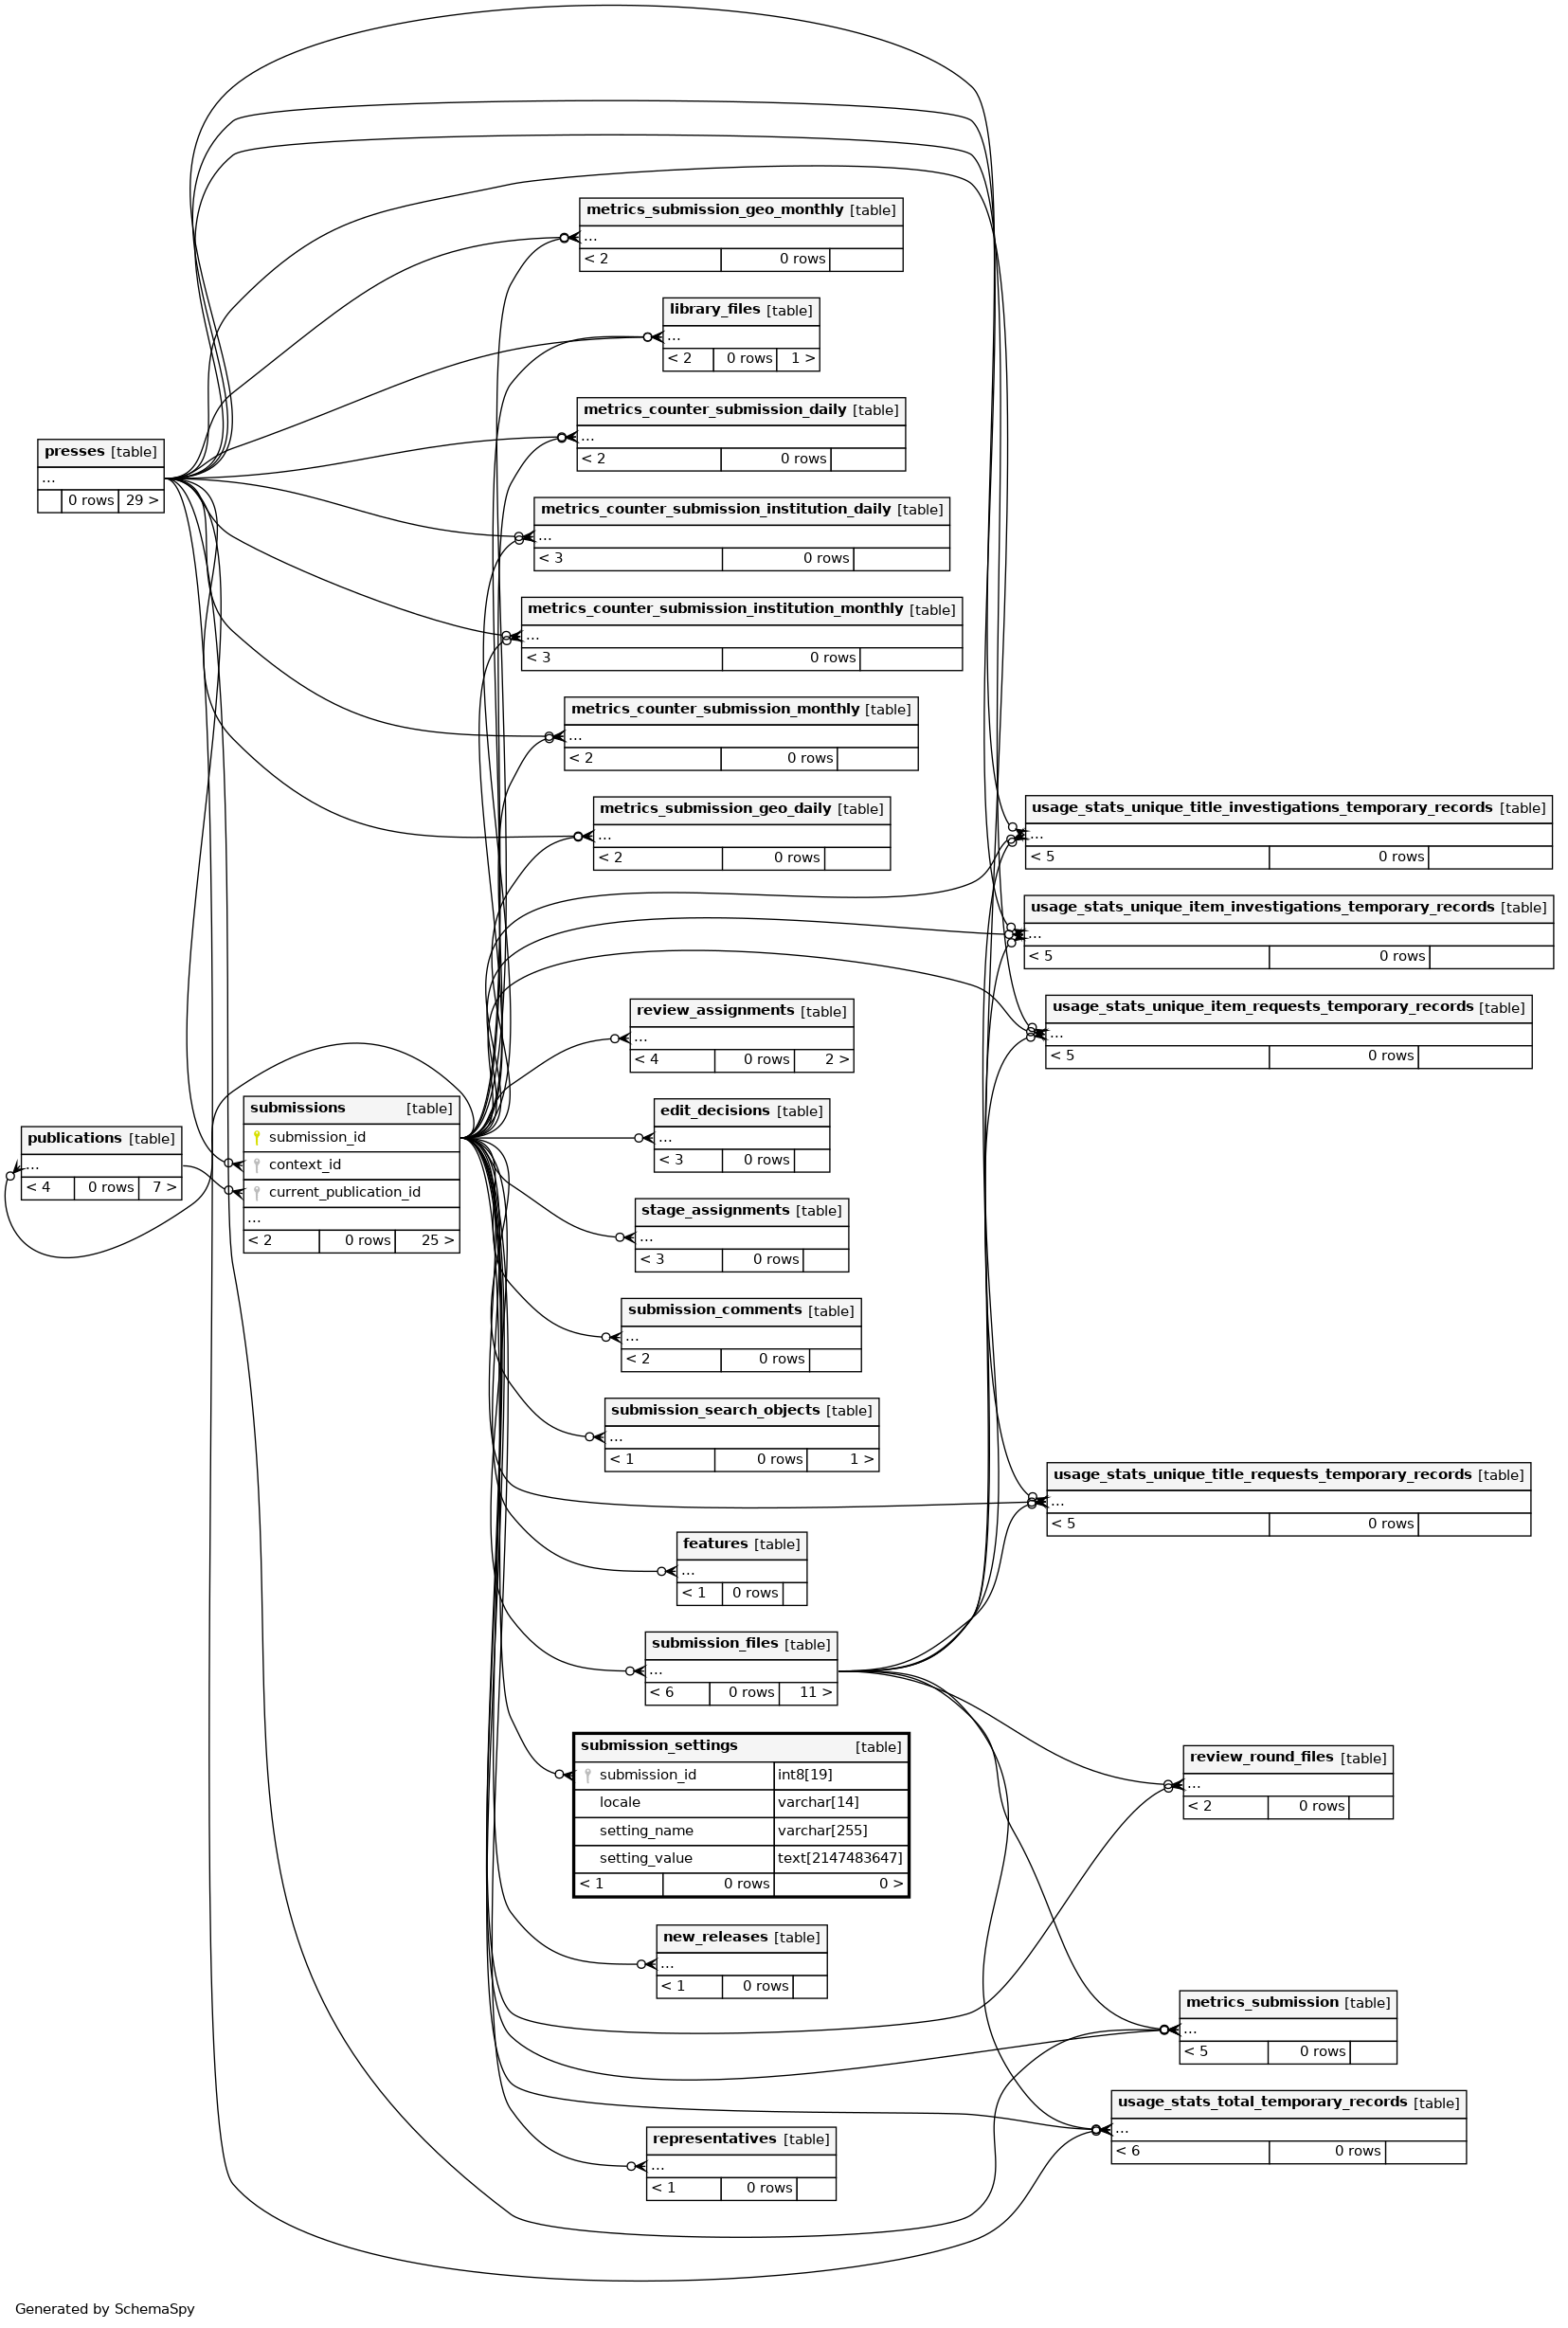 metrics_submission_geo_monthly [table]
...
< 2 0 rows
library_files [table]
...
< 2 0 rows 1 >
metrics_counter_submission_daily [table]
...
< 2 0 rows
presses [table]
...
0 rows 29 >
metrics_counter_submission_institution_daily [table]
...
< 3 0 rows
metrics_counter_submission_institution_monthly [table]
...
< 3 0 rows
metrics_counter_submission_monthly [table]
...
< 2 0 rows
metrics_submission_geo_daily [table]
...
< 2 0 rows
usage_stats_unique_title_investigations_temporary_records [table]
...
< 5 0 rows
usage_stats_unique_item_investigations_temporary_records [table]
...
< 5 0 rows
usage_stats_unique_item_requests_temporary_records [table]
...
< 5 0 rows
review_assignments [table]
...
< 4 0 rows 2 >
submissions [table]
submission_id
context_id
current_publication_id
...
< 2 0 rows 25 >
publications [table]
...
< 4 0 rows 7 >
edit_decisions [table]
...
< 3 0 rows
stage_assignments [table]
...
< 3 0 rows
submission_comments [table]
...
< 2 0 rows
submission_search_objects [table]
...
< 1 0 rows 1 >
usage_stats_unique_title_requests_temporary_records [table]
...
< 5 0 rows
features [table]
...
< 1 0 rows
submission_files [table]
...
< 6 0 rows 11 >
submission_settings [table]
submission_id int8[19]
locale varchar[14]
setting_name varchar[255]
setting_value text[2147483647]
< 1 0 rows 0 >
review_round_files [table]
...
< 2 0 rows
new_releases [table]
...
< 1 0 rows
metrics_submission [table]
...
< 5 0 rows
usage_stats_total_temporary_records [table]
...
< 6 0 rows
representatives [table]
...
< 1 0 rows
Generated by SchemaSpy